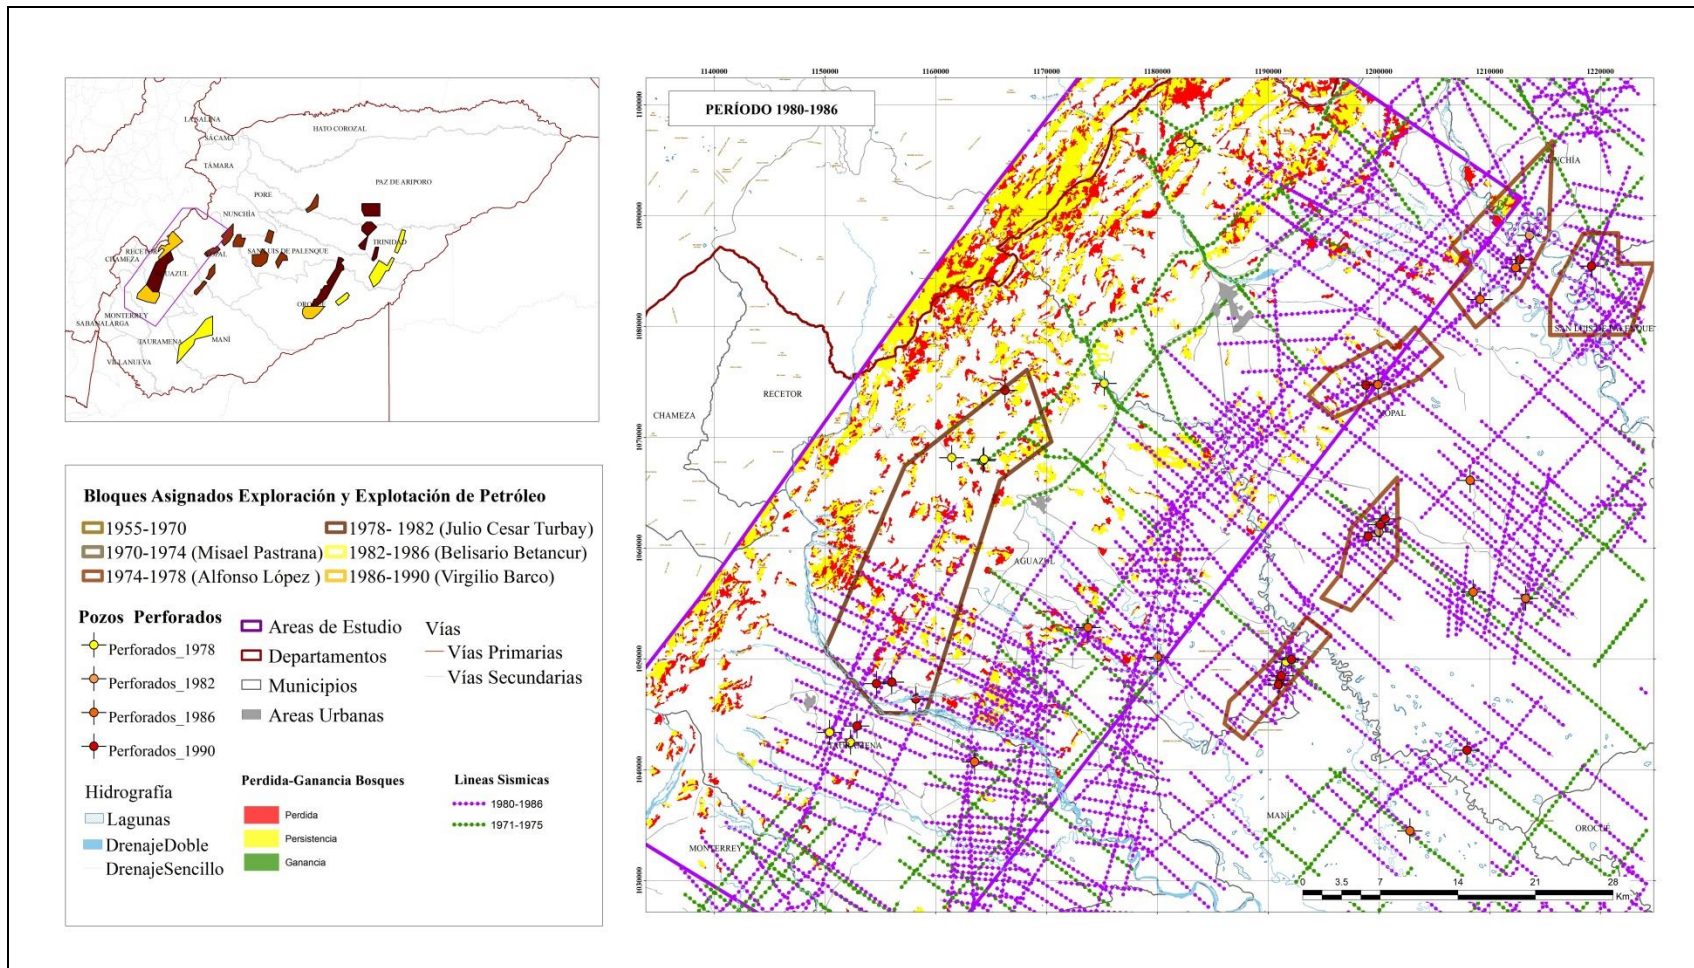 LA SALINA
SÁCAMA
HATO COROZAL
TÁMARA
PAZ DE ARIPORO
PORE
NUNCHÍA
TRINIDAD
SAN LUIS DE PALENQUE
RECETOR
CHAMEZA
MONTERREY
SABANALARGA
TAURAMENA
MANÍ
VILLANUEVA
Bloques Asignados Exploración y Explotación de Petróleo
1955-1970
1978- 1982 (Julio Cesar Turbay)
1970-1974 (Misael Pastrana)
1982-1986 (Belisario Betancur)
1974-1978 (Alfonso López )
1986-1990 (Virgilio Barco)
Pozos Perforados
Perforados_1978
Perforados_1982
Perforados_1986
Perforados_1990
Areas de Estudio
Departamentos
Municipios
Areas Urbanas
Vías
Vías Primarias
Vías Secundarias
Hidrografía
Lagunas
DrenajeDoble
DrenajeSencillo
Perdida-Ganancia Bosques
Perdida
Persistencia
Ganancia
Lìneas Sìsmicas
1980-1986
1971-1975
1140000 1150000 1160000 1170000 1180000 1190000 1200000 1210000 1220000
PERÍODO 1980-1986
1100000
1090000
1080000
1070000
1060000
1050000
1040000
1030000
SAN LUIS DE PALENQUE
RECETOR
CHAMEZA
YOPAL
AGUAZUL
MANÍ
OROCUÉ
MONTERREY
0 3.5 7 14 21 28
Km